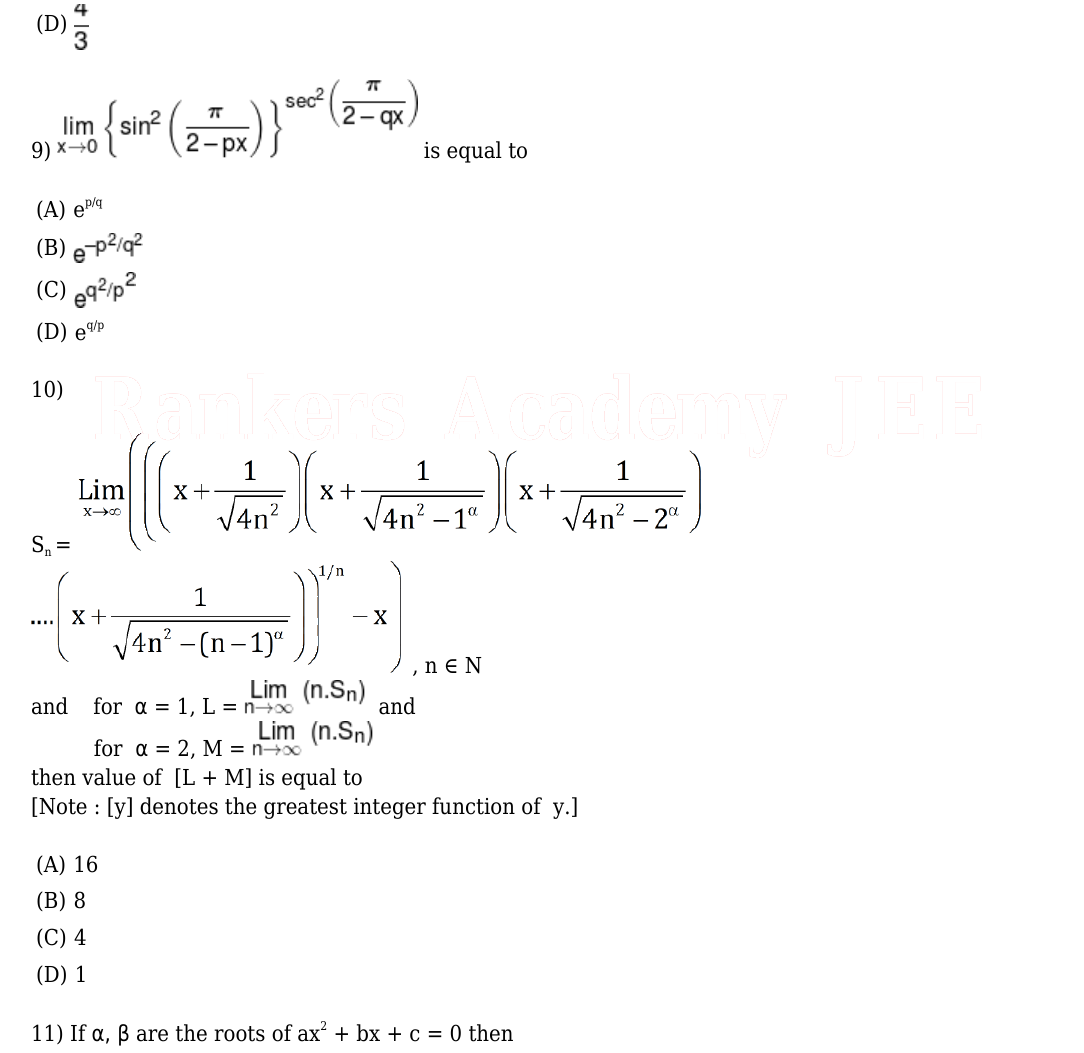 (D) 4/3
9) lim x→0 {sin² (π/(2−px))}^sec² (π/(2−qx)) is equal to
(A) e^p/q
(B) e^−p²/q²
(C) e^q²/p²
(D) e^q/p
Rankers Academy JEE
10)
Sₙ = Lim x→∞ (((x + 1/√(4n²)) (x + 1/√(4n² − 1^α)) (x + 1/√(4n² − 2^α))
.... (x + 1/√(4n² − (n−1)^α)))^1/n − x) , n ∈ N
and for α = 1, L = Lim n→∞ (n.Sₙ) and
for α = 2, M = Lim n→∞ (n.Sₙ)
then value of [L + M] is equal to
[Note : [y] denotes the greatest integer function of y.]
(A) 16
(B) 8
(C) 4
(D) 1
11) If α, β are the roots of ax² + bx + c = 0 then